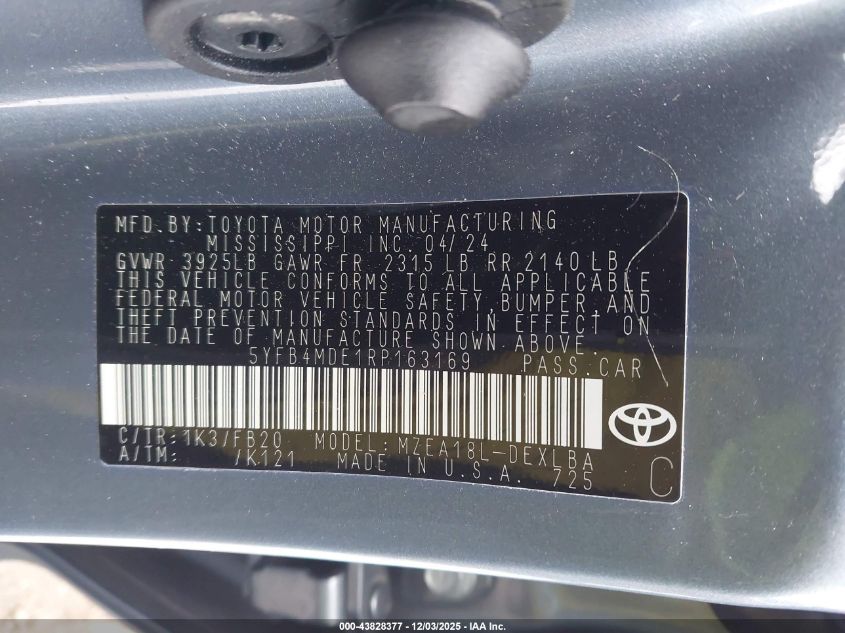 MFD.BY:TOYOTA MOTOR MANUFACTURING
MISSISSIPPI INC. 04/24
GVWR 3925LB GAWR FR 2315 LB RR 2140 LB
THIS VEHICLE CONFORMS TO ALL APPLICABLE
FEDERAL MOTOR VEHICLE SAFETY, BUMPER, AND
THEFT PREVENTION STANDARDS IN EFFECT ON
THE DATE OF MANUFACTURE SHOWN ABOVE.
5YFB4MDE1RP163169 PASS.CAR
C/TR: 1K3/FB20 MODEL: MZEA18L-DEXLBA
A/TM: /K121 MADE IN U.S.A. 725
C
000-43828377 - 12/03/2025 - IAA Inc.